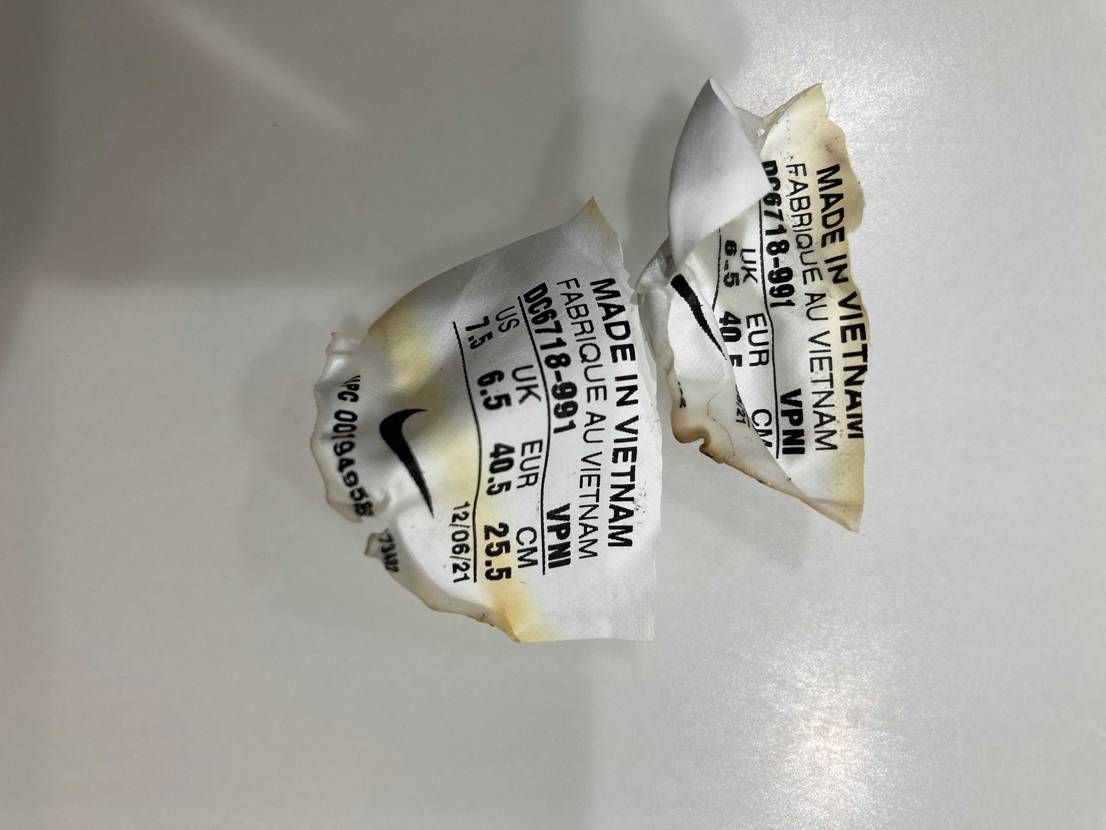 MADE IN VIETNAM
FABRIQUE AU VIETNAM
DC6718-991 VPNI
US UK EUR CM
7.5 6.5 40.5 25.5
12/06/21
73482
MADE IN VIETNAM
FABRIQUE AU VIETNAM
DC6718-991 VPNI
UK EUR CM
6.5